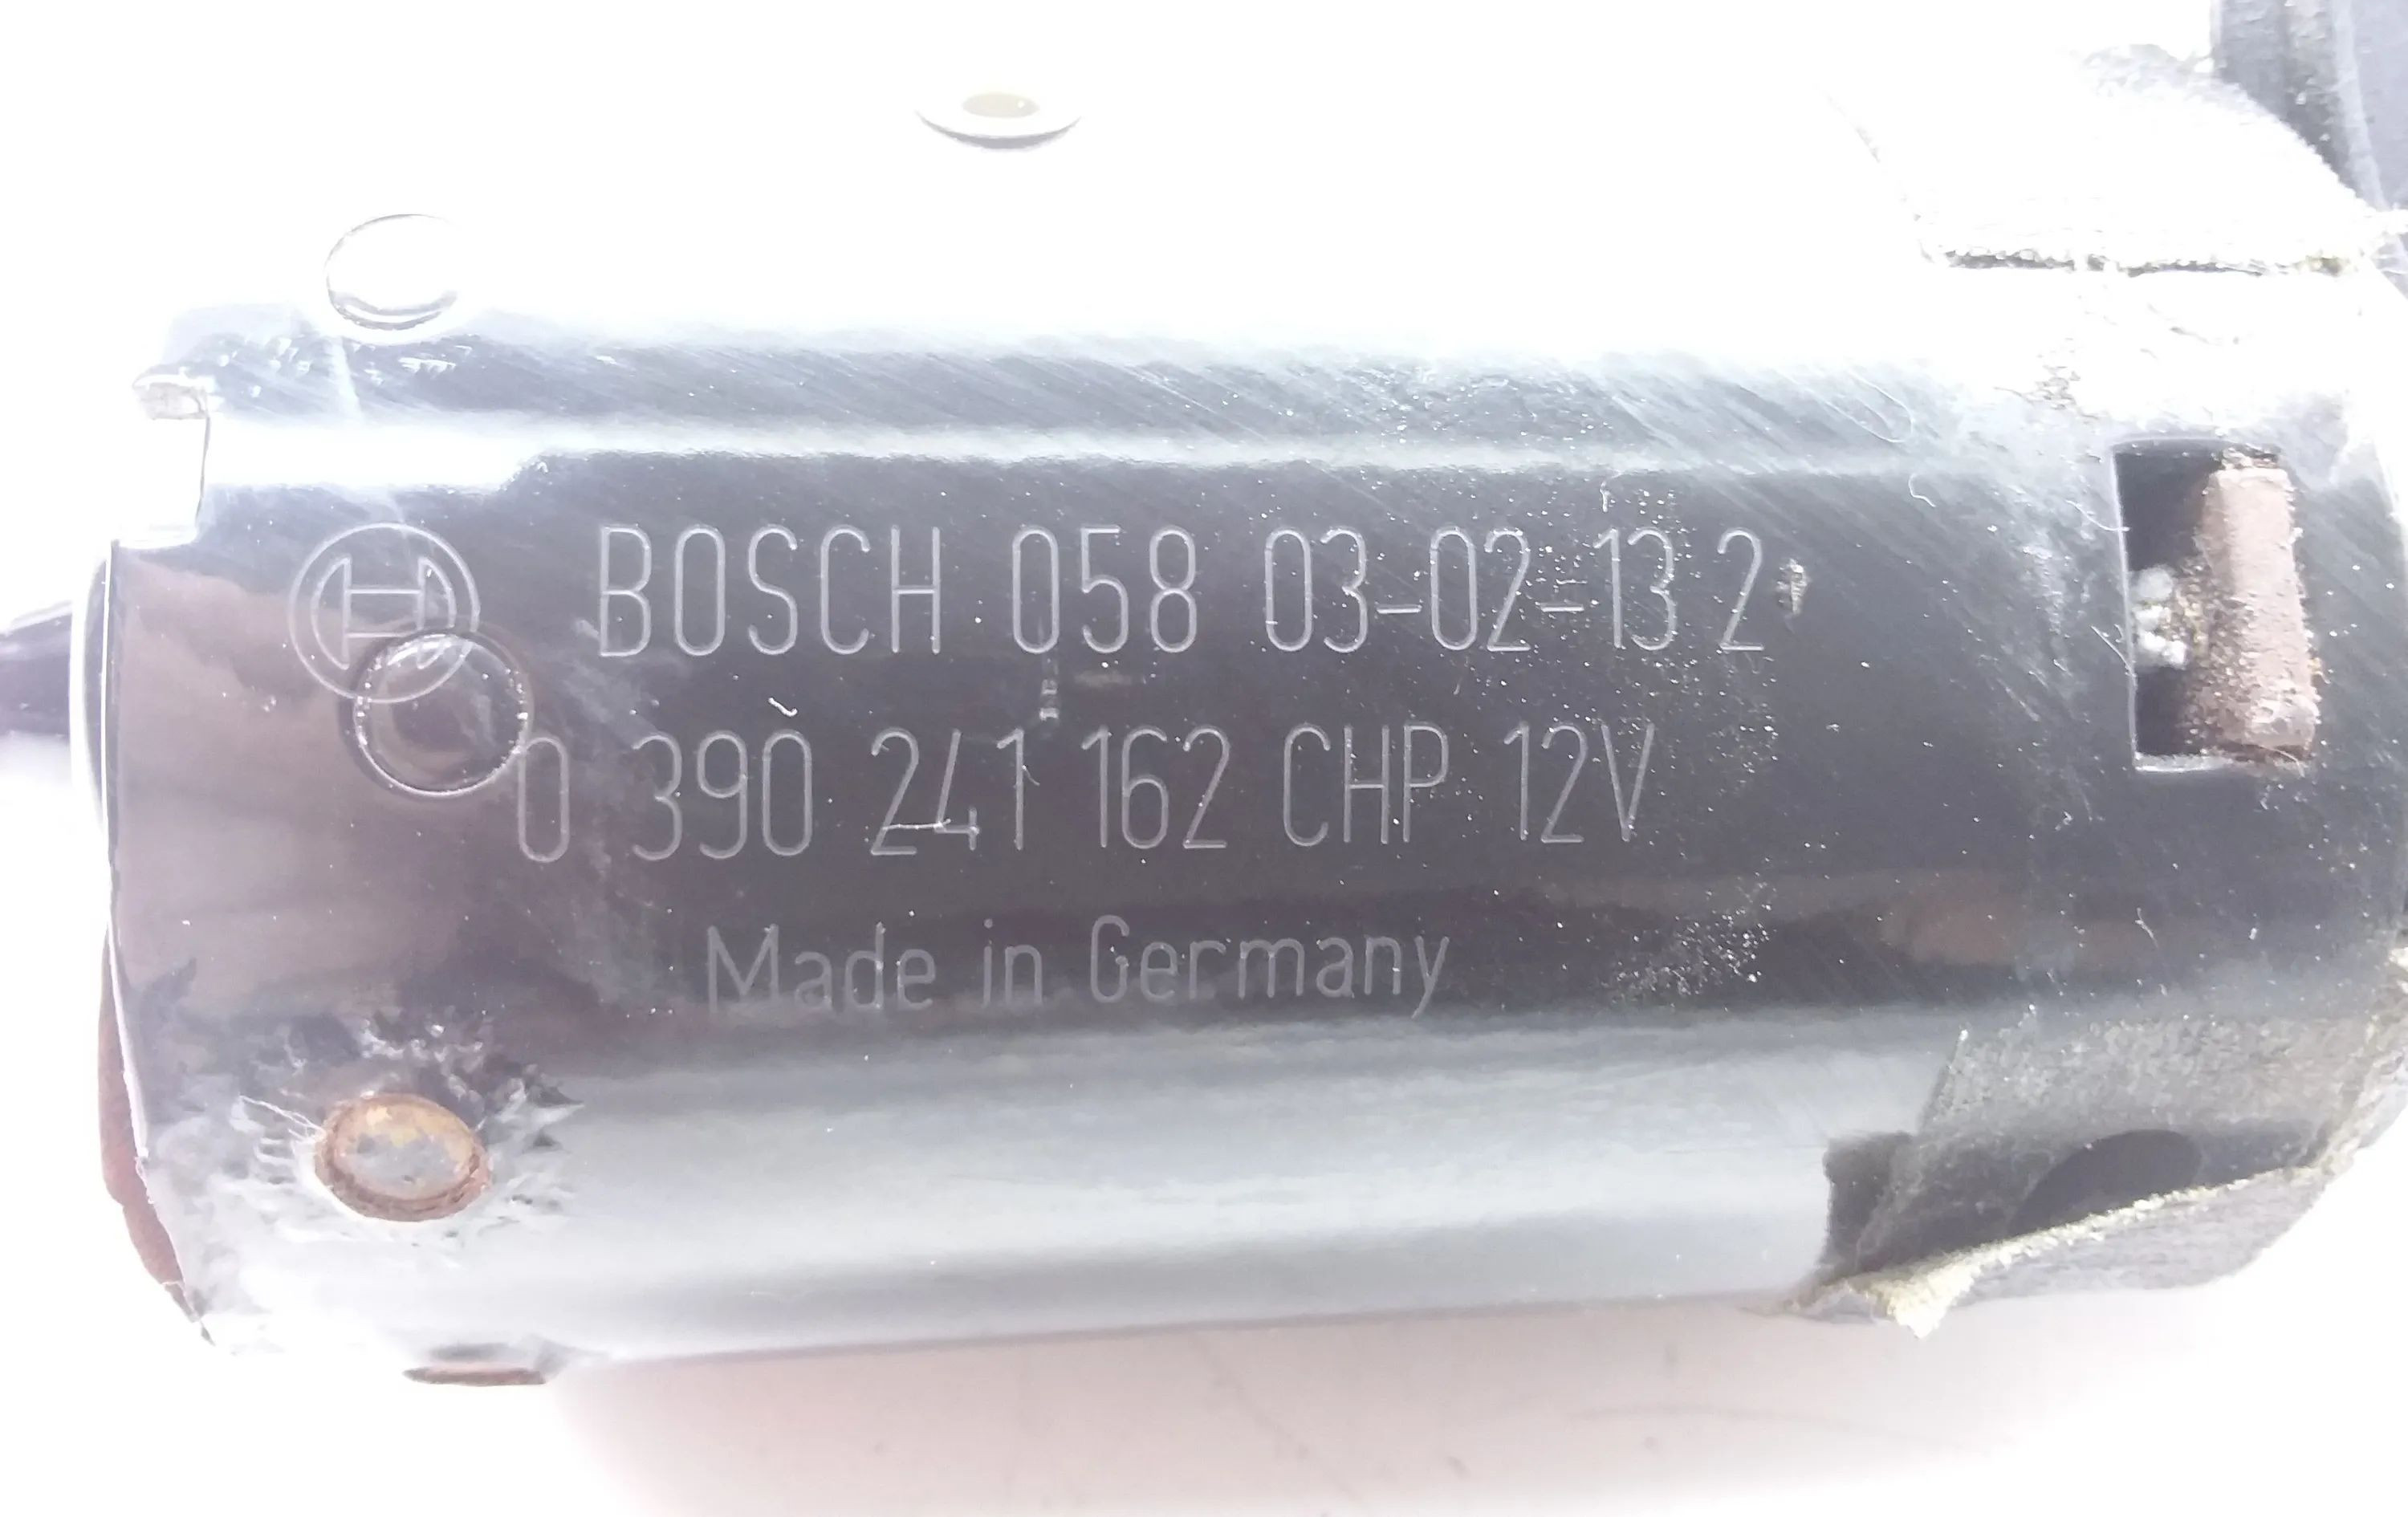 BOSCH 058 03-02-13 2
0 390 241 162 CHP 12V
Made in Germany